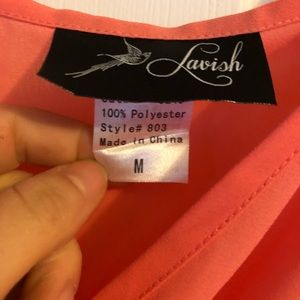 Lavish
100% Polyester
Style# 803
Made in China
M